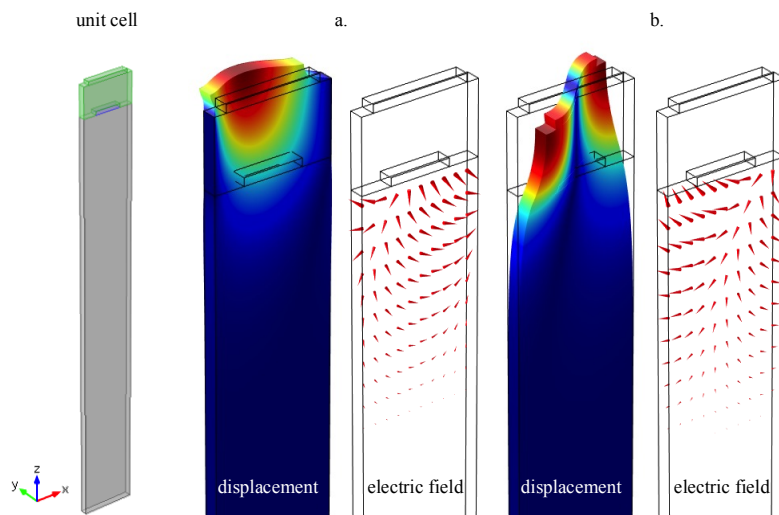 unit cell
a.
b.
z
y
x
displacement
electric field
displacement
electric field